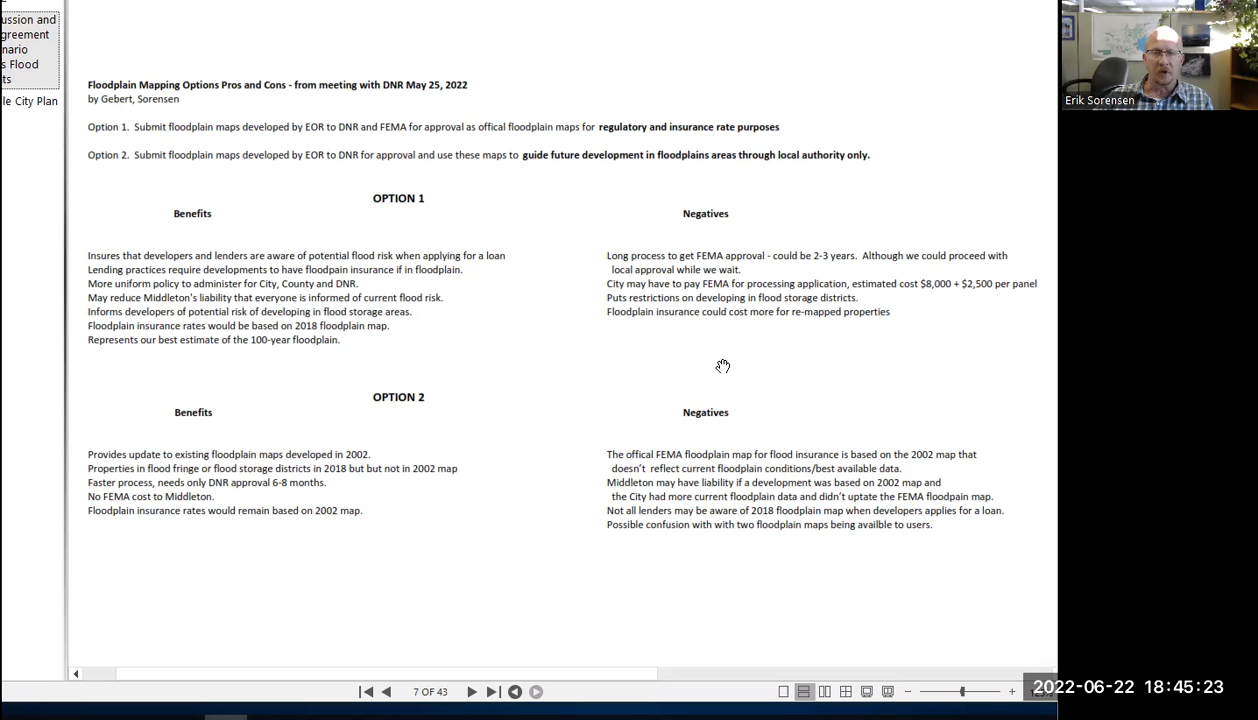 ussion and
greement
nario
s Flood
ts
le City Plan
Floodplain Mapping Options Pros and Cons - from meeting with DNR May 25, 2022
by Gebert, Sorensen
Option 1. Submit floodplain maps developed by EOR to DNR and FEMA for approval as offical floodplain maps for regulatory and insurance rate purposes
Option 2. Submit floodplain maps developed by EOR to DNR for approval and use these maps to guide future development in floodplains areas through local authority only.
OPTION 1
Benefits
Insures that developers and lenders are aware of potential flood risk when applying for a loan
Lending practices require developments to have floodpain insurance if in floodplain.
More uniform policy to administer for City, County and DNR.
May reduce Middleton's liability that everyone is informed of current flood risk.
Informs developers of potential risk of developing in flood storage areas.
Floodplain insurance rates would be based on 2018 floodplain map.
Represents our best estimate of the 100-year floodplain.
Negatives
Long process to get FEMA approval - could be 2-3 years. Although we could proceed with
local approval while we wait.
City may have to pay FEMA for processing application, estimated cost $8,000 + $2,500 per panel
Puts restrictions on developing in flood storage districts.
Floodplain insurance could cost more for re-mapped properties
OPTION 2
Benefits
Provides update to existing floodplain maps developed in 2002.
Properties in flood fringe or flood storage districts in 2018 but but not in 2002 map
Faster process, needs only DNR approval 6-8 months.
No FEMA cost to Middleton.
Floodplain insurance rates would remain based on 2002 map.
Negatives
The offical FEMA floodplain map for flood insurance is based on the 2002 map that
doesn't reflect current floodplain conditions/best available data.
Middleton may have liability if a development was based on 2002 map and
the City had more current floodplain data and didn't uptate the FEMA floodpain map.
Not all lenders may be aware of 2018 floodplain map when developers applies for a loan.
Possible confusion with with two floodplain maps being availble to users.
7 OF 43
Erik Sorensen
2022-06-22 18:45:23